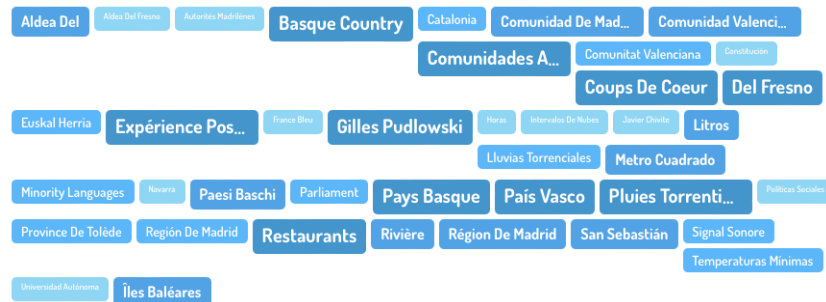 Aldea Del
Aldea Del Fresno
Autorités Madrilènes
Basque Country
Catalonia
Comunidad De Mad...
Comunidad Valenci...
Comunidades A...
Comunitat Valenciana
Constitución
Coups De Coeur
Del Fresno
Euskal Herria
Expérience Pos...
France Bleu
Gilles Pudlowski
Horas
Intervalos De Nubes
Javier Chivite
Litros
Lluvias Torrenciales
Metro Cuadrado
Minority Languages
Navarra
Paesi Baschi
Parliament
Pays Basque
País Vasco
Pluies Torrenti...
Políticas Sociales
Province De Tolède
Región De Madrid
Restaurants
Rivière
Région De Madrid
San Sebastián
Signal Sonore
Temperaturas Mínimas
Universidad Autónoma
Îles Baléares